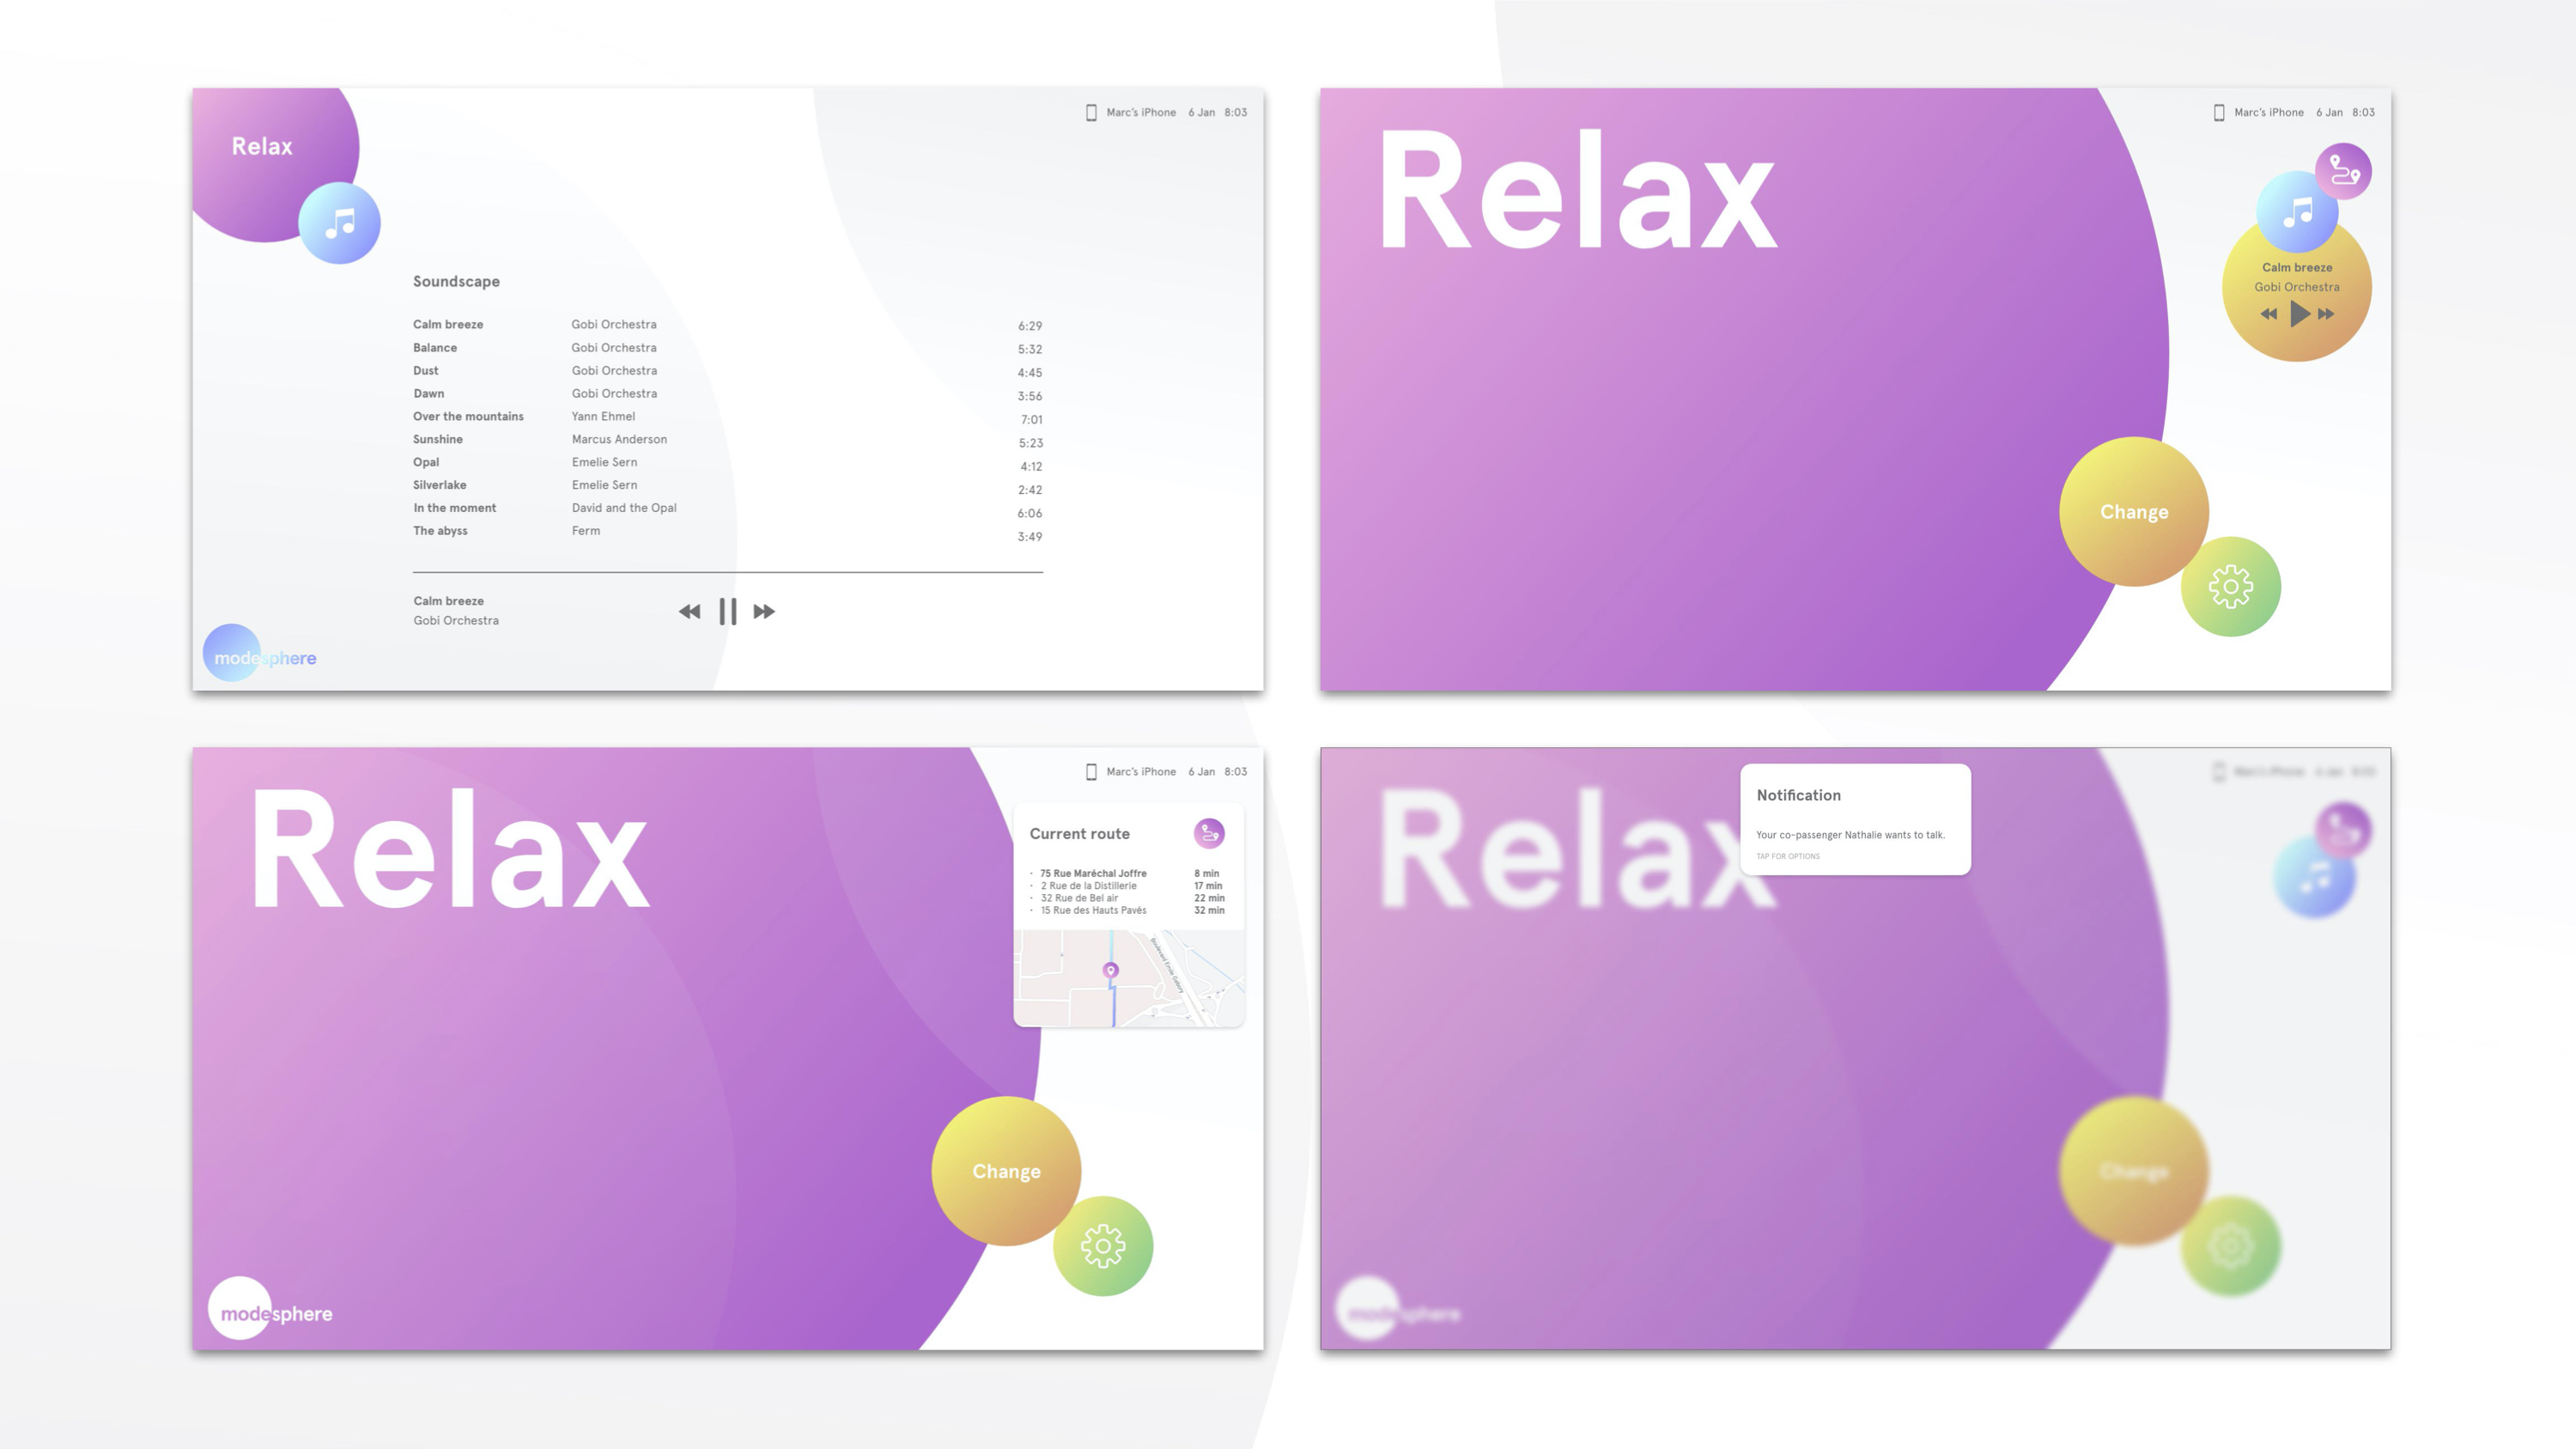 Relax
Marc's iPhone 6 Jan 8:03
Soundscape
Calm breeze Gobi Orchestra 6:29
Balance Gobi Orchestra 5:32
Dust Gobi Orchestra 4:45
Dawn Gobi Orchestra 3:56
Over the mountains Yann Ehmel 7:01
Sunshine Marcus Anderson 5:23
Opal Emelie Sern 4:12
Silverlake Emelie Sern 2:42
In the moment David and the Opal 6:06
The abyss Ferm 3:49
Calm breeze
Gobi Orchestra
modesphere
Marc's iPhone 6 Jan 8:03
Relax
Calm breeze
Gobi Orchestra
Change
Marc's iPhone 6 Jan 8:03
Relax
Current route
· 75 Rue Maréchal Joffre 8 min
· 2 Rue de la Distillerie 17 min
· 32 Rue de Bel air 22 min
· 15 Rue des Hauts Pavés 32 min
Change
modesphere
Marc's iPhone 6 Jan 8:03
Relax
Notification
Your co-passenger Nathalie wants to talk.
TAP FOR OPTIONS
Change
modesphere